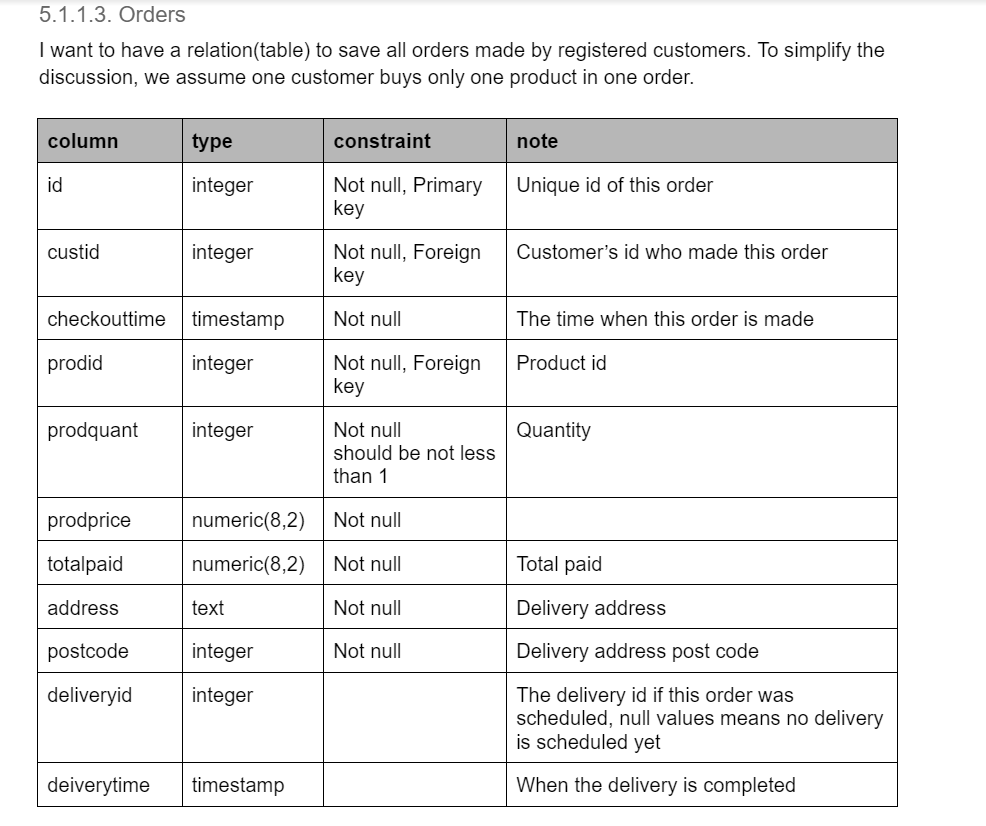 5.1.1.3. Orders
I want to have a relation(table) to save all orders made by registered customers. To simplify the
discussion, we assume one customer buys only one product in one order.
column type constraint note
id integer Not null, Primary key Unique id of this order
custid integer Not null, Foreign key Customer’s id who made this order
checkouttime timestamp Not null The time when this order is made
prodid integer Not null, Foreign key Product id
prodquant integer Not null should be not less than 1 Quantity
prodprice numeric(8,2) Not null
totalpaid numeric(8,2) Not null Total paid
address text Not null Delivery address
postcode integer Not null Delivery address post code
deliveryid integer The delivery id if this order was scheduled, null values means no delivery is scheduled yet
deiverytime timestamp When the delivery is completed